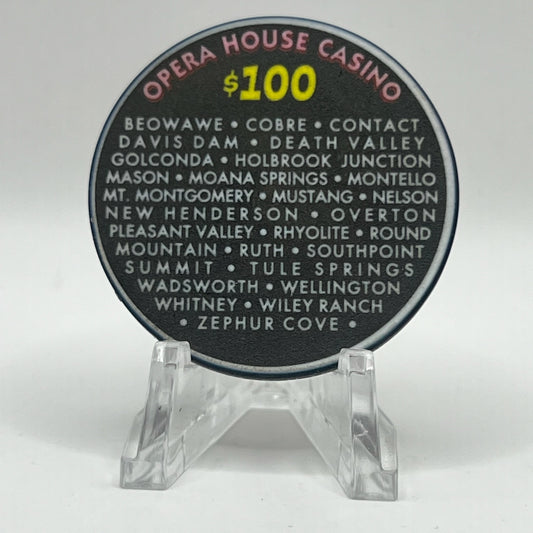 OPERA HOUSE CASINO
$100
BEOWAWE • COBRE • CONTACT
DAVIS DAM • DEATH VALLEY
GOLCONDA • HOLBROOK JUNCTION
MASON • MOANA SPRINGS • MONTELLO
MT. MONTGOMERY • MUSTANG • NELSON
NEW HENDERSON • OVERTON
PLEASANT VALLEY • RHYOLITE • ROUND
MOUNTAIN • RUTH • SOUTHPOINT
SUMMIT • TULE SPRINGS
WADSWORTH • WELLINGTON
WHITNEY • WILEY RANCH
• ZEPHUR COVE •